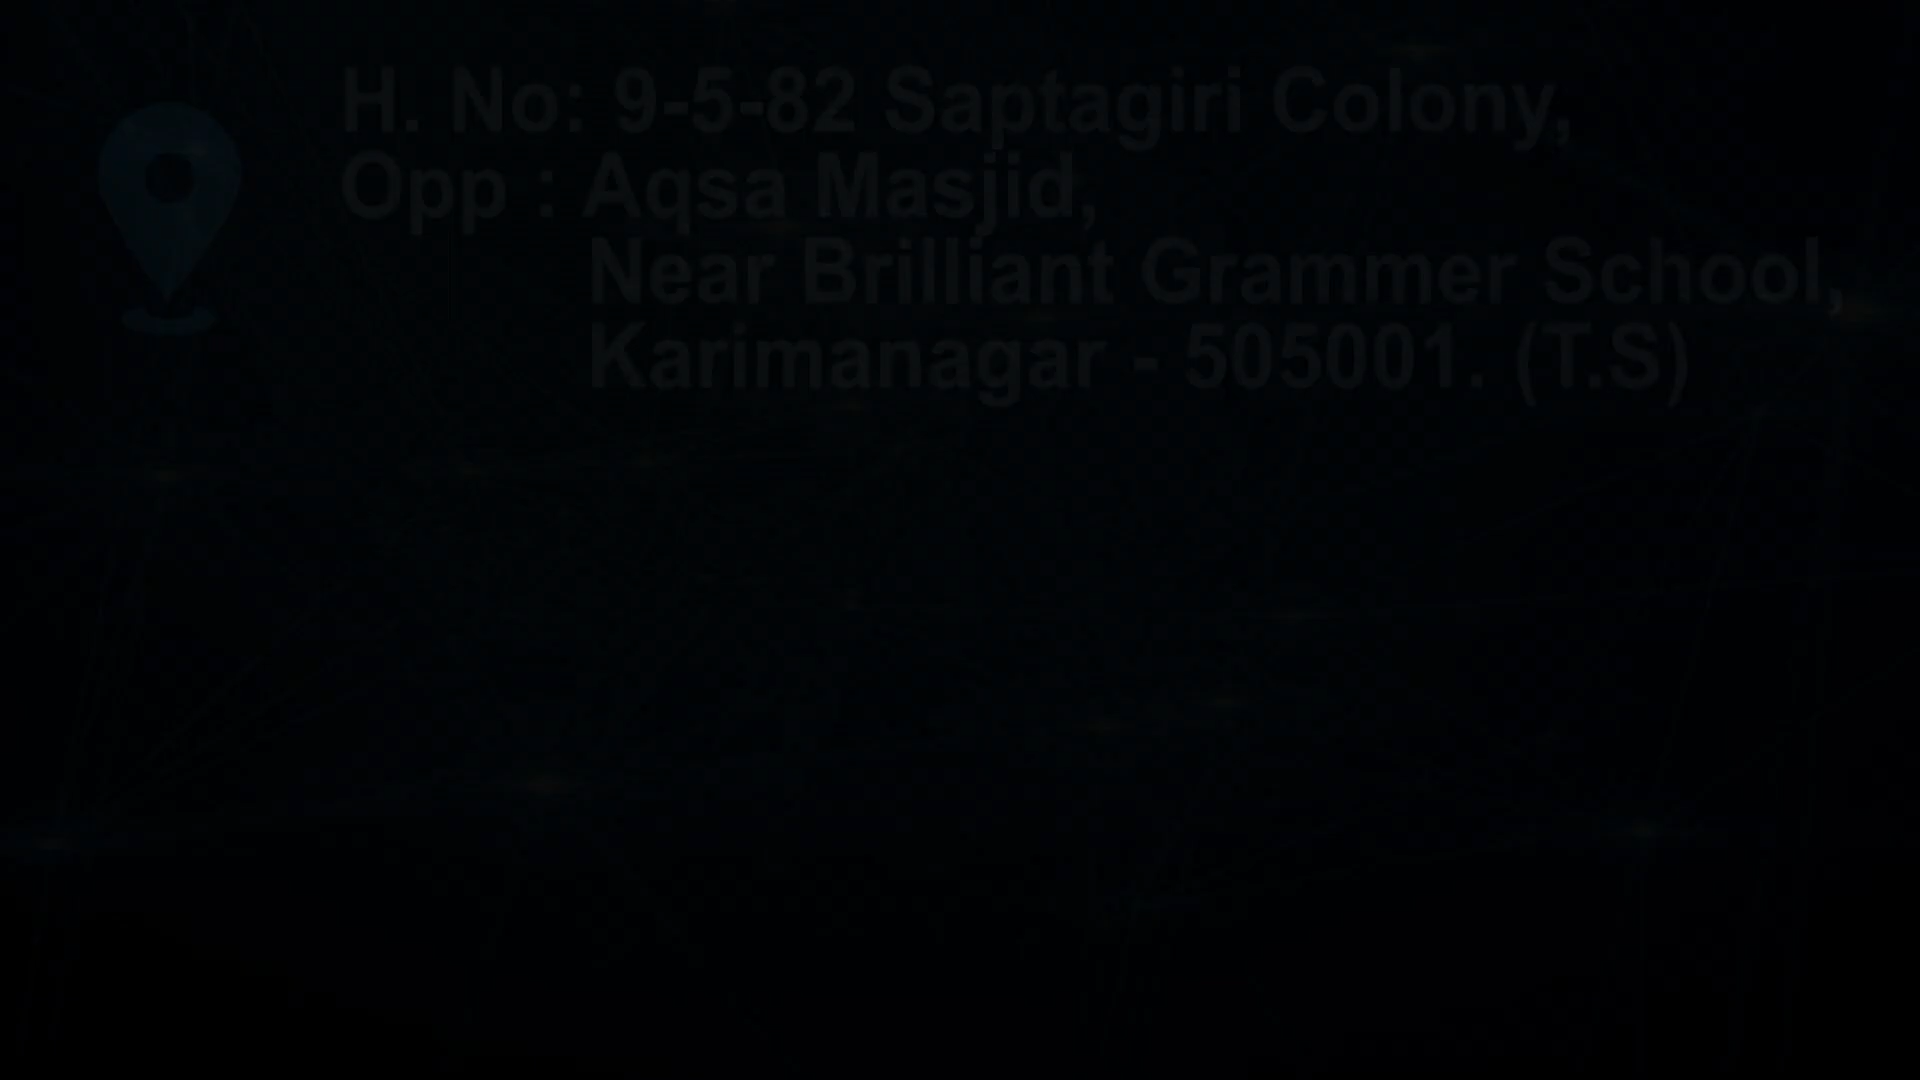 H. No: 9-5-82 Saptagiri Colony,
Opp : Aqsa Masjid,
Near Brilliant Grammer School,
Karimanagar - 505001. (T.S)